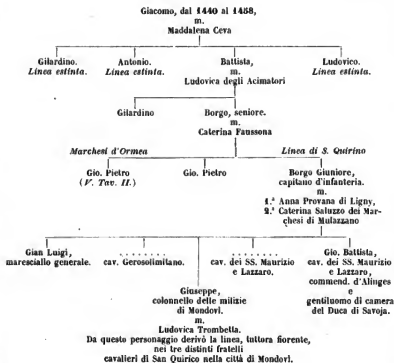 Giacomo, dal 1440 al 1458,
m.
Maddalena Ceva
Gilardino. Antonio. Battista, Ludovico.
Linea estinta. Linea estinta. m. Linea estinta.
Ludovica degli Acimatori
Gilardino Borgo, seniore.
m.
Caterina Faussona
Marchesi d'Ormea Linea di S. Quirino
Gio. Pietro Gio. Pietro Borgo Giuniore,
(V. Tav. II.) capitano d'infanteria.
m.
1.ª Anna Provana di Ligny,
2.ª Caterina Saluzzo dei Mar-
chesi di Mulazzano
Gian Luigi, . . . . . . . . . . . . . . . . Gio. Battista,
maresciallo generale. cav. Gerosolimitano. cav. dei SS. Maurizio cav. dei SS. Maurizio
e Lazzaro. e Lazzaro,
Giuseppe, commend. d'Alinges
colonnello delle milizie e
di Mondovì. gentiluomo di camera
m. del Duca di Savoja.
Ludovica Trombetta.
Da questo personaggio derivò la linea, tuttora fiorente,
nei tre distinti fratelli
cavalieri di San Quirico nella città di Mondovì.